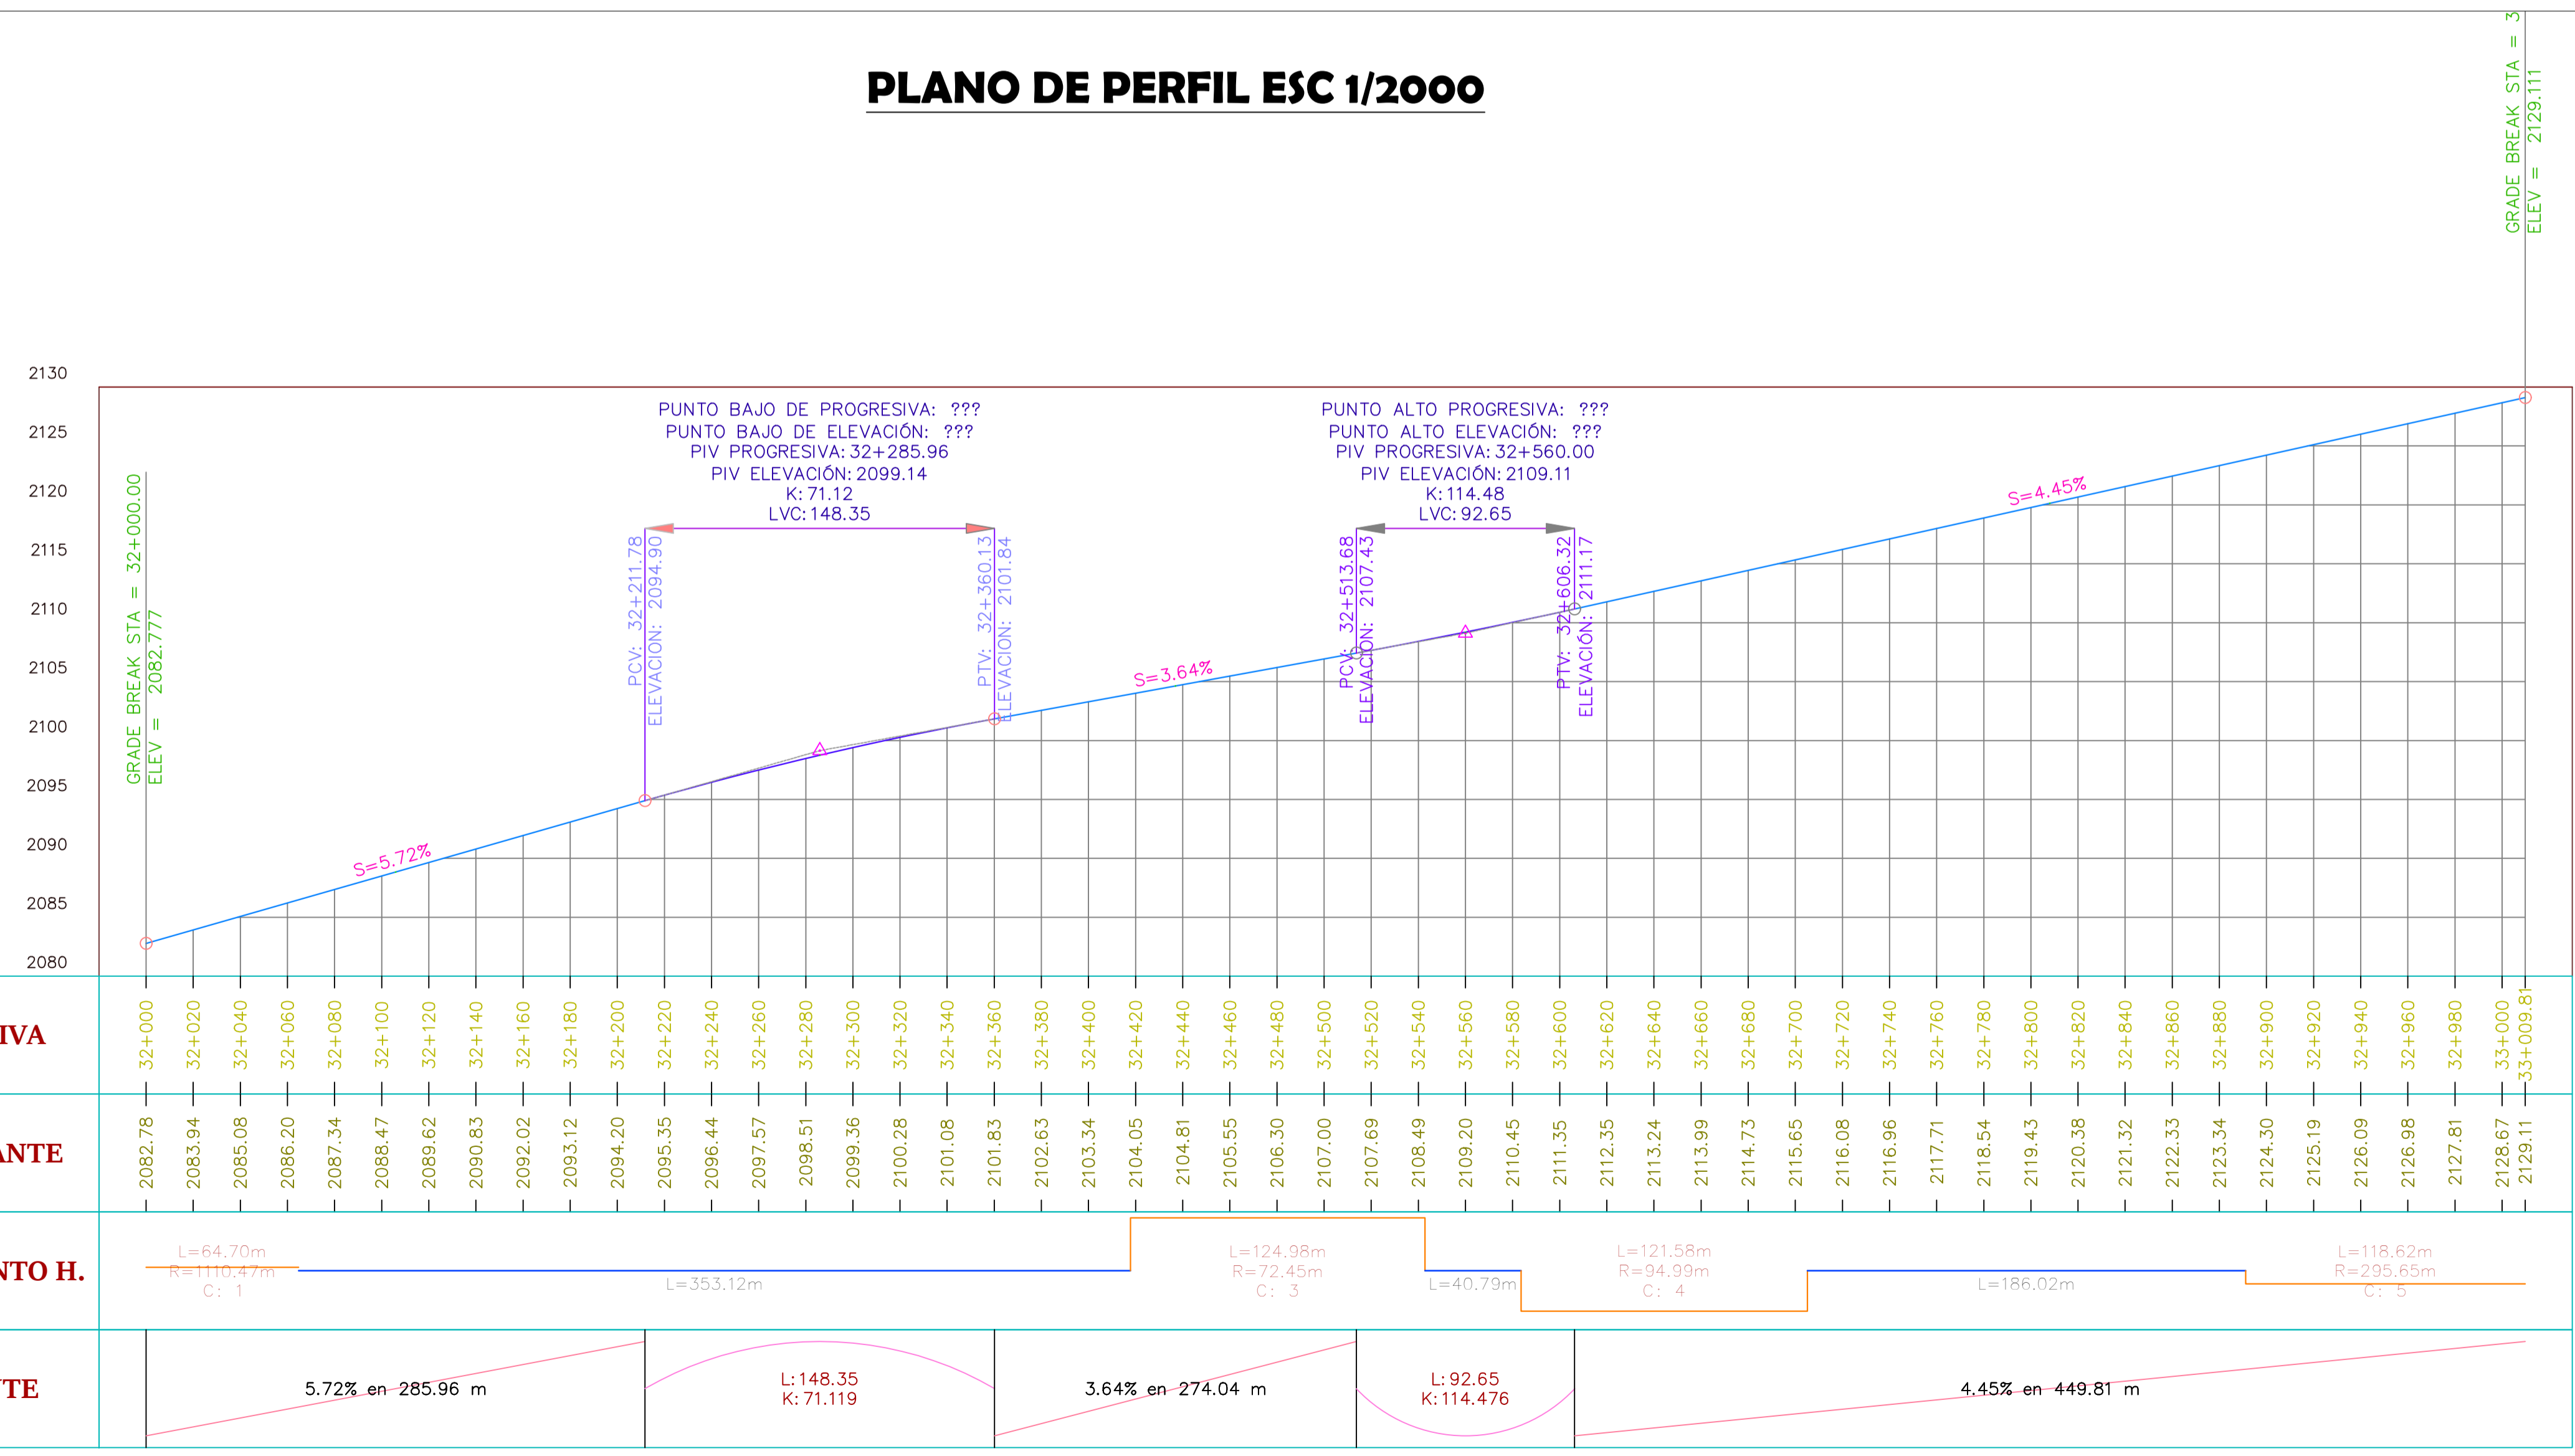 PLANO DE PERFIL ESC 1/2000
GRADE BREAK STA = 3
ELEV = 2129.111
2130
2125
2120
2115
2110
2105
2100
2095
2090
2085
2080
GRADE BREAK STA = 32+000.00
ELEV = 2082.777
PUNTO BAJO DE PROGRESIVA: ???
PUNTO BAJO DE ELEVACIÓN: ???
PIV PROGRESIVA:32+285.96
PIV ELEVACIÓN:2099.14
K:71.12
LVC:148.35
PCV: 32+211.78
ELEVACION: 2094.90
PTV: 32+360.13
ELEVACION: 2101.84
PUNTO ALTO PROGRESIVA: ???
PUNTO ALTO ELEVACIÓN: ???
PIV PROGRESIVA:32+560.00
PIV ELEVACIÓN:2109.11
K:114.48
LVC:92.65
PCV: 32+513.68
ELEVACION: 2107.43
PTV: 32+606.32
ELEVACIÓN: 2111.17
S=5.72%
S=3.64%
S=4.45%
IVA
32+000
32+020
32+040
32+060
32+080
32+100
32+120
32+140
32+160
32+180
32+200
32+220
32+240
32+260
32+280
32+300
32+320
32+340
32+360
32+380
32+400
32+420
32+440
32+460
32+480
32+500
32+520
32+540
32+560
32+580
32+600
32+620
32+640
32+660
32+680
32+700
32+720
32+740
32+760
32+780
32+800
32+820
32+840
32+860
32+880
32+900
32+920
32+940
32+960
32+980
33+000
33+009.81
ANTE
2082.78
2083.94
2085.08
2086.20
2087.34
2088.47
2089.62
2090.83
2092.02
2093.12
2094.20
2095.35
2096.44
2097.57
2098.51
2099.36
2100.28
2101.08
2101.83
2102.63
2103.34
2104.05
2104.81
2105.55
2106.30
2107.00
2107.69
2108.49
2109.20
2110.45
2111.35
2112.35
2113.24
2113.99
2114.73
2115.65
2116.08
2116.96
2117.71
2118.54
2119.43
2120.38
2121.32
2122.33
2123.34
2124.30
2125.19
2126.09
2126.98
2127.81
2128.67
2129.11
NTO H.
L=64.70m
R=1110.47m
C: 1
L=353.12m
L=124.98m
R=72.45m
C: 3
L=40.79m
L=121.58m
R=94.99m
C: 4
L=186.02m
L=118.62m
R=295.65m
C: 5
TE
5.72% en 285.96 m
L:148.35
K:71.119
3.64% en 274.04 m
L:92.65
K:114.476
4.45% en 449.81 m